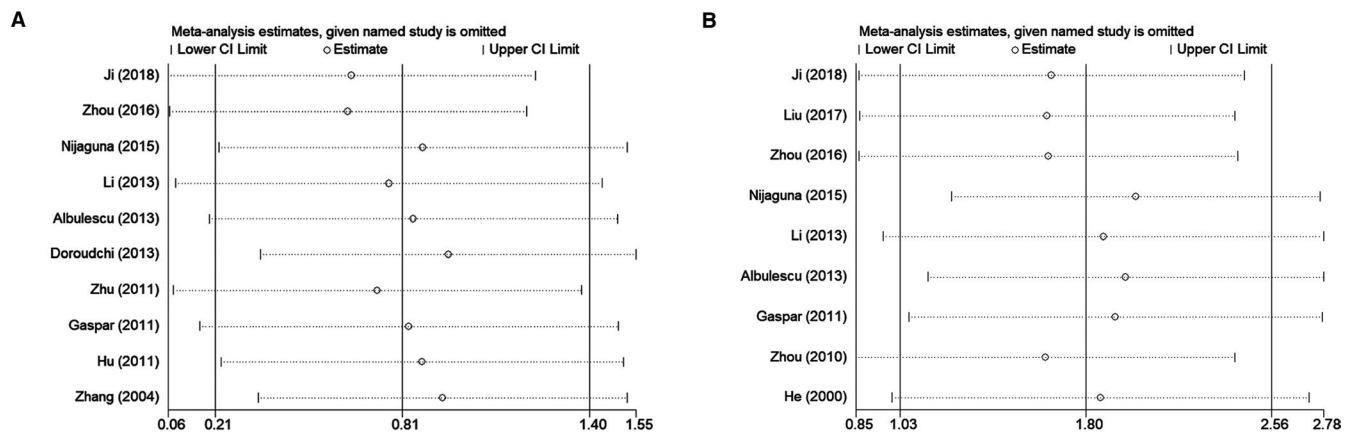 A
Meta-analysis estimates, given named study is omitted
Lower CI Limit Estimate Upper CI Limit
Ji (2018)
Zhou (2016)
Nijaguna (2015)
Li (2013)
Albulescu (2013)
Doroudchi (2013)
Zhu (2011)
Gaspar (2011)
Hu (2011)
Zhang (2004)
0.06 0.21 0.81 1.40 1.55
B
Meta-analysis estimates, given named study is omitted
Lower CI Limit Estimate Upper CI Limit
Ji (2018)
Liu (2017)
Zhou (2016)
Nijaguna (2015)
Li (2013)
Albulescu (2013)
Gaspar (2011)
Zhou (2010)
He (2000)
0.85 1.03 1.80 2.56 2.78